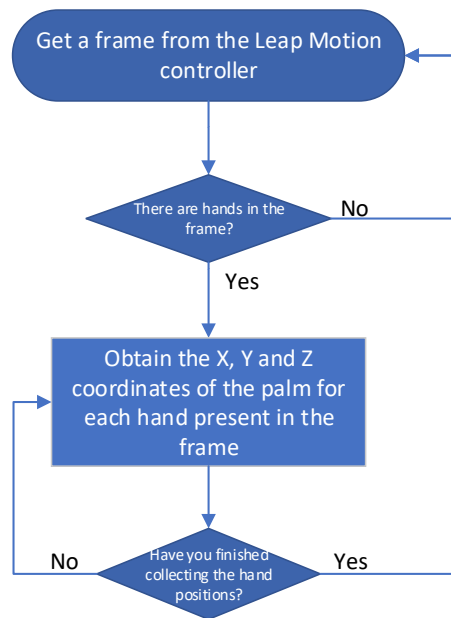 Get a frame from the Leap Motion
controller
There are hands in the
frame?
No
Yes
Obtain the X, Y and Z
coordinates of the palm for
each hand present in the
frame
No
Have you finished
collecting the hand
positions?
Yes